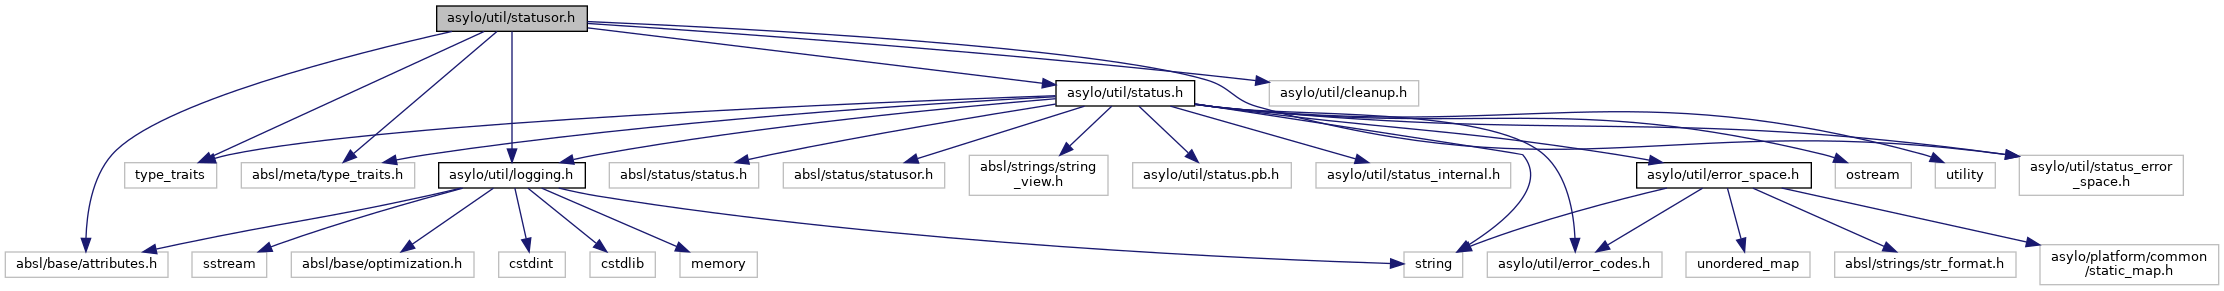 asylo/util/statusor.h
asylo/util/status.h
asylo/util/cleanup.h
type_traits
absl/meta/type_traits.h
asylo/util/logging.h
absl/status/status.h
absl/status/statusor.h
absl/strings/string
_view.h
asylo/util/status.pb.h
asylo/util/status_internal.h
asylo/util/error_space.h
ostream
utility
asylo/util/status_error
_space.h
absl/base/attributes.h
sstream
absl/base/optimization.h
cstdint
cstdlib
memory
string
asylo/util/error_codes.h
unordered_map
absl/strings/str_format.h
asylo/platform/common
/static_map.h